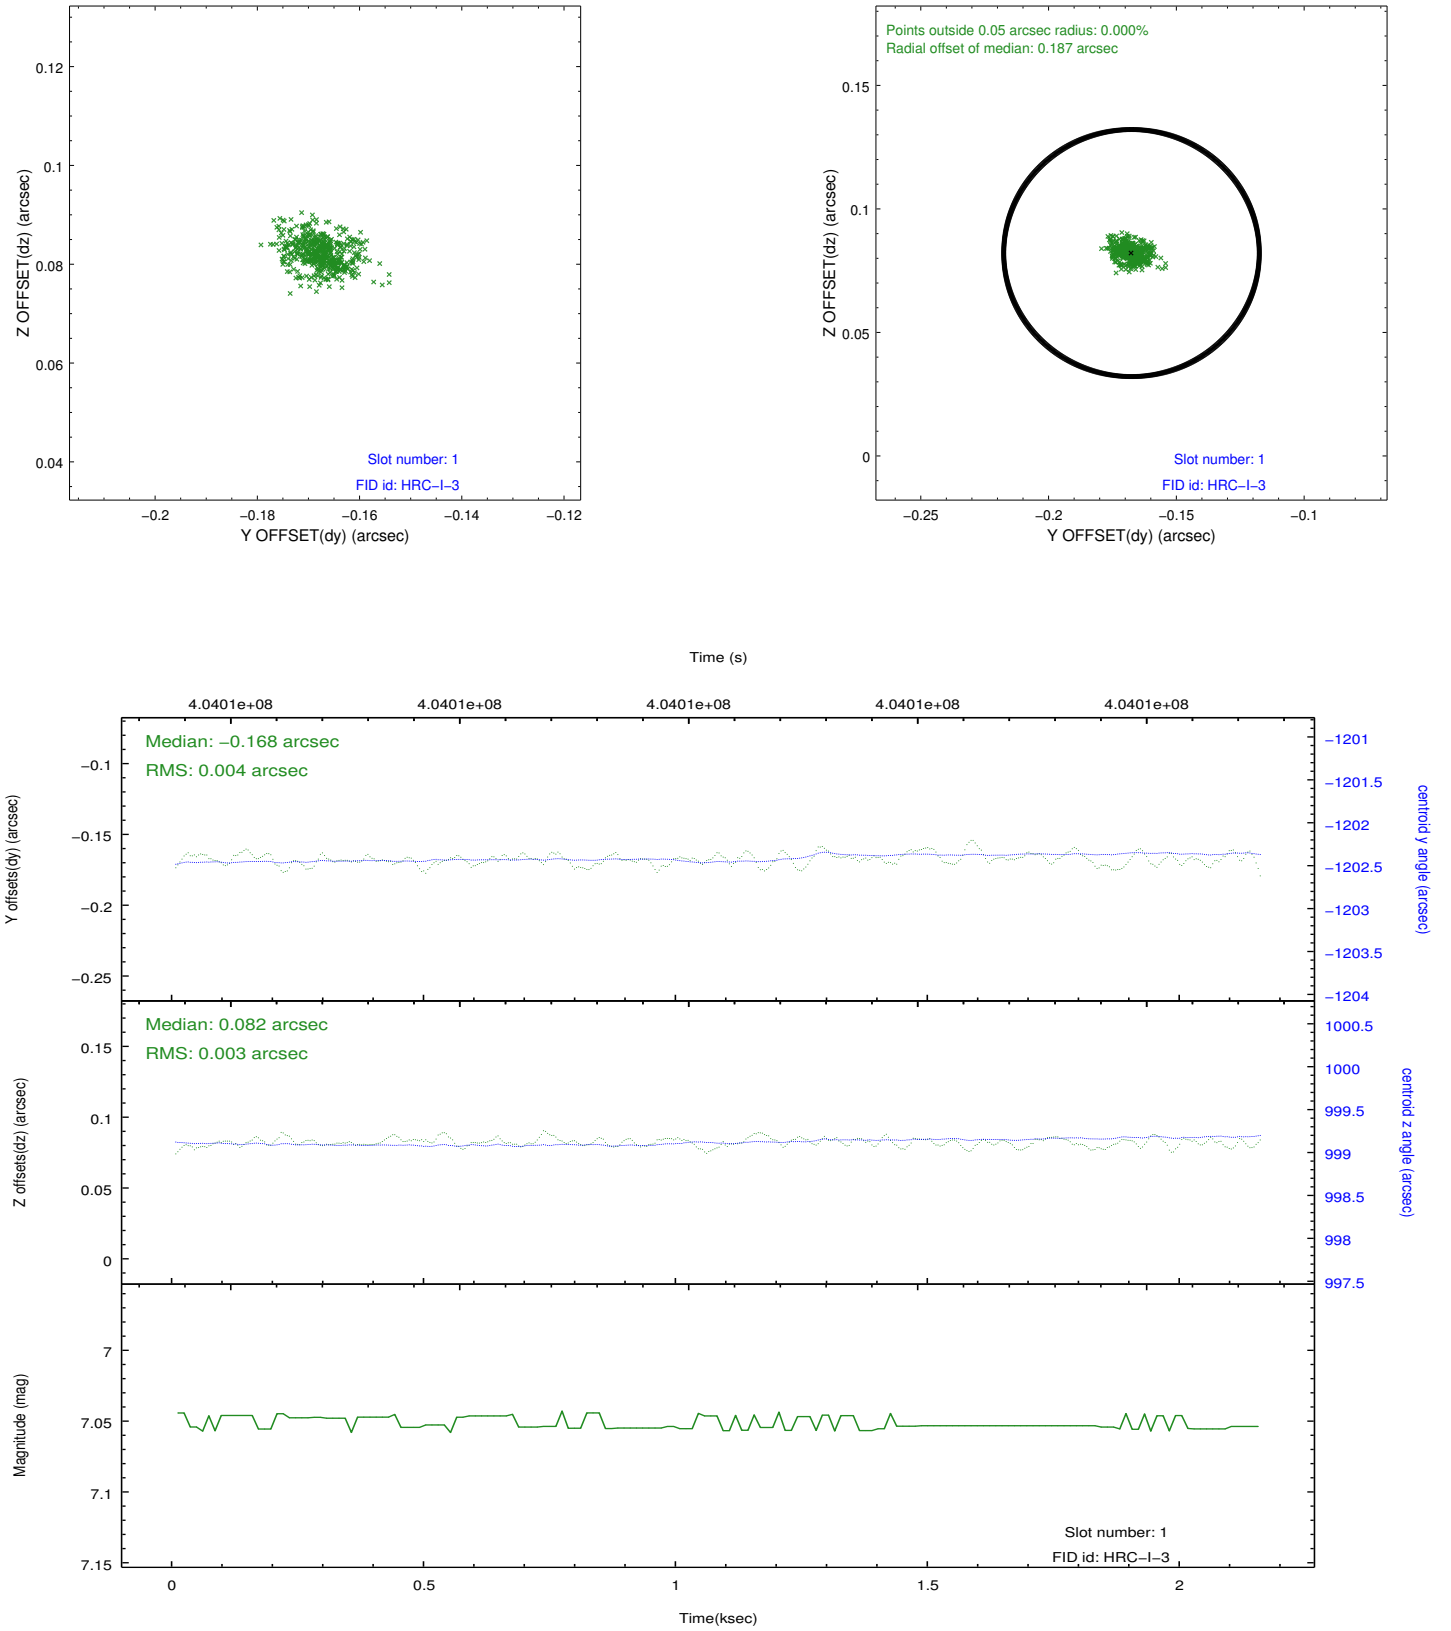 0.12
0.1
0.08
0.06
0.04
Z OFFSET(dz) (arcsec)
Slot number: 1
FID id: HRC−I−3
−0.2
−0.18
−0.16
−0.14
−0.12
Y OFFSET(dy) (arcsec)
Points outside 0.05 arcsec radius: 0.000%
Radial offset of median: 0.187 arcsec
0.15
0.1
0.05
0
Z OFFSET(dz) (arcsec)
Slot number: 1
FID id: HRC−I−3
−0.25
−0.2
−0.15
−0.1
Y OFFSET(dy) (arcsec)
Time (s)
4.0401e+08
4.0401e+08
4.0401e+08
4.0401e+08
4.0401e+08
Median: −0.168 arcsec
RMS: 0.004 arcsec
−0.1
−0.15
−0.2
−0.25
Y offsets(dy) (arcsec)
−1201
−1201.5
−1202
−1202.5
−1203
−1203.5
−1204
centroid y angle (arcsec)
Median: 0.082 arcsec
RMS: 0.003 arcsec
0.15
0.1
0.05
0
Z offsets(dz) (arcsec)
1000.5
1000
999.5
999
998.5
998
997.5
centroid z angle (arcsec)
7
7.05
7.1
7.15
Magnitude (mag)
Slot number: 1
FID id: HRC−I−3
0
0.5
1
1.5
2
Time(ksec)